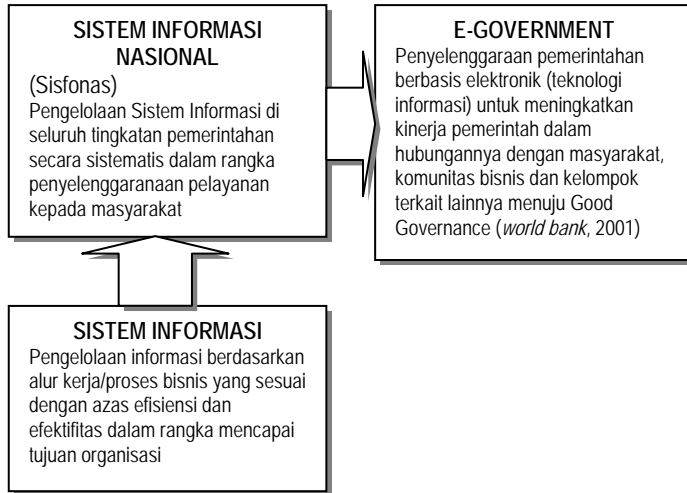 SISTEM INFORMASI
NASIONAL
(Sisfonas)
Pengelolaan Sistem Informasi di
seluruh tingkatan pemerintahan
secara sistematis dalam rangka
penyelenggaranaan pelayanan
kepada masyarakat
E-GOVERNMENT
Penyelenggaraan pemerintahan
berbasis elektronik (teknologi
informasi) untuk meningkatkan
kinerja pemerintah dalam
hubungannya dengan masyarakat,
komunitas bisnis dan kelompok
terkait lainnya menuju Good
Governance (world bank, 2001)
SISTEM INFORMASI
Pengelolaan informasi berdasarkan
alur kerja/proses bisnis yang sesuai
dengan azas efisiensi dan
efektifitas dalam rangka mencapai
tujuan organisasi